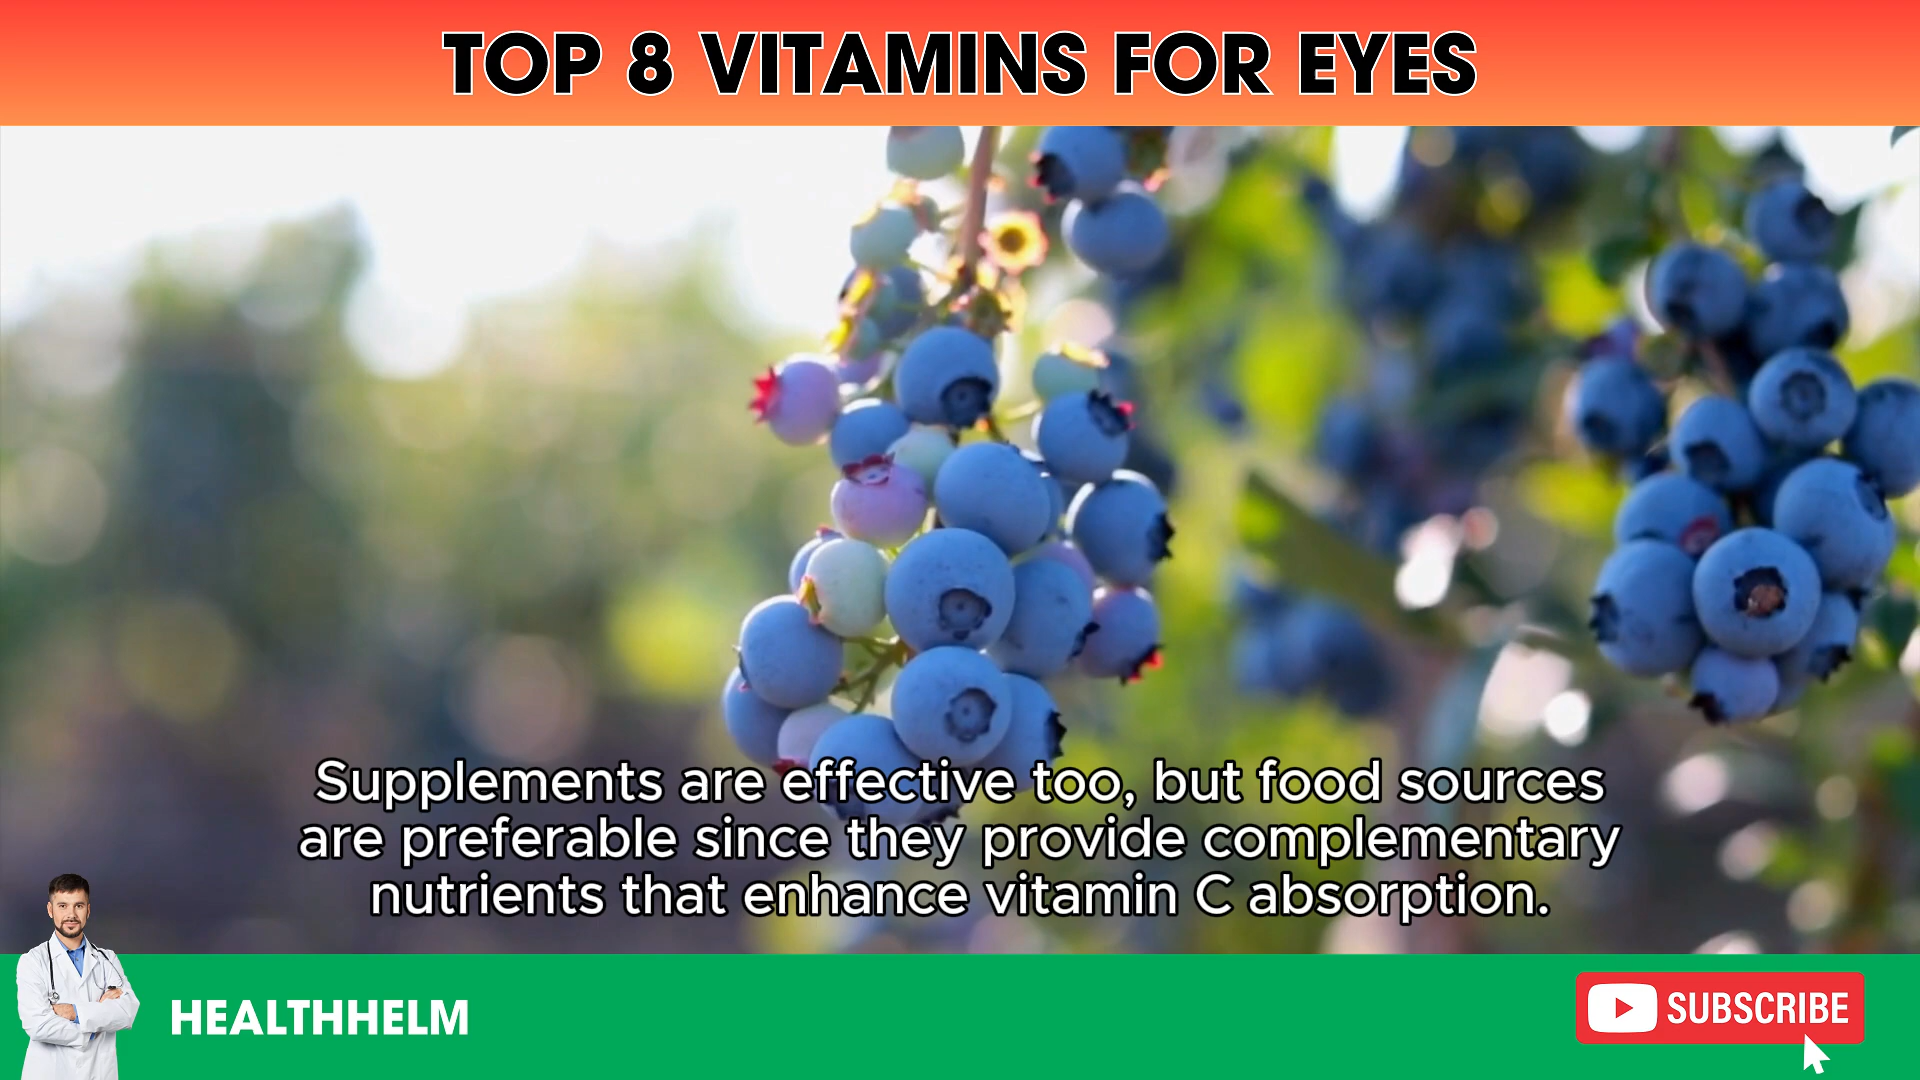 TOP 8 VITAMINS FOR EYES
Supplements are effective too, but food sources
are preferable since they provide complementary
nutrients that enhance vitamin C absorption.
HEALTHHELM
SUBSCRIBE